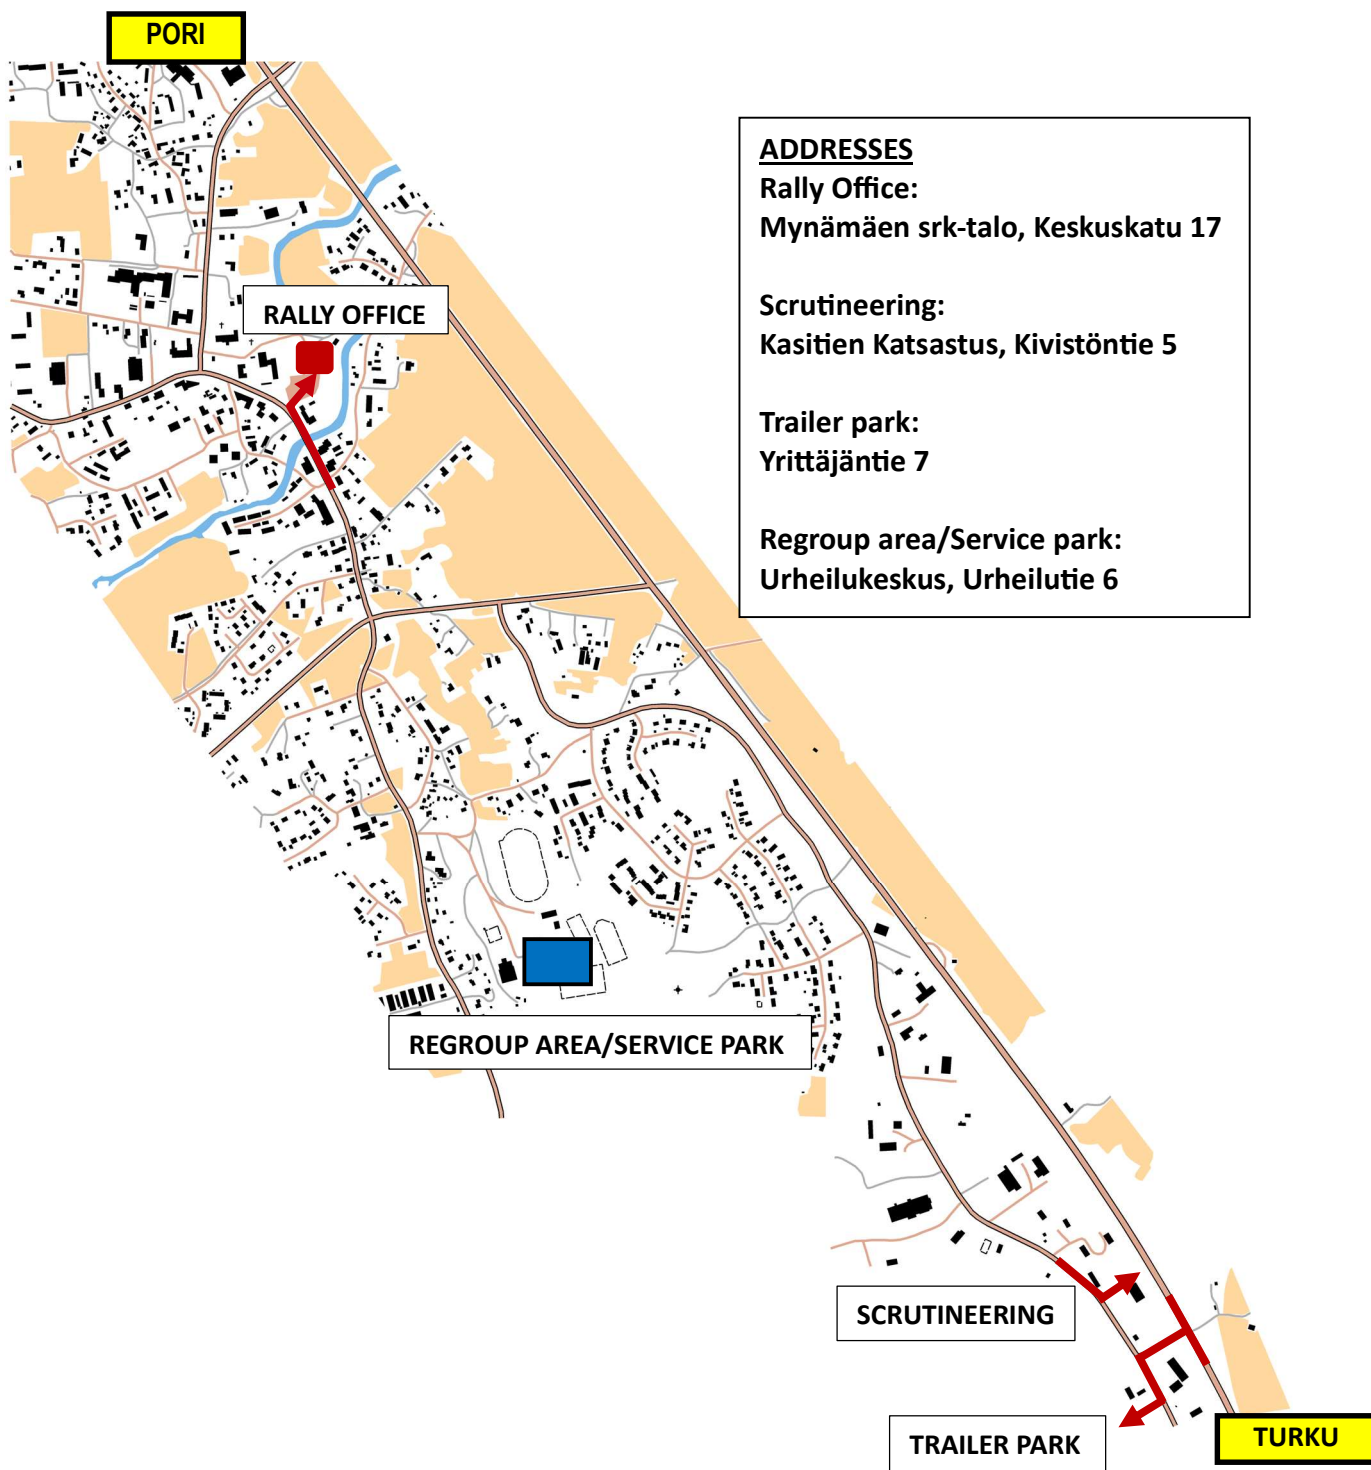 PORI
ADDRESSES
Rally Office:
Mynämäen srk-talo, Keskuskatu 17
Scrutineering:
Kasitien Katsastus, Kivistöntie 5
Trailer park:
Yrittäjäntie 7
Regroup area/Service park:
Urheilukeskus, Urheilutie 6
RALLY OFFICE
REGROUP AREA/SERVICE PARK
SCRUTINEERING
TRAILER PARK
TURKU